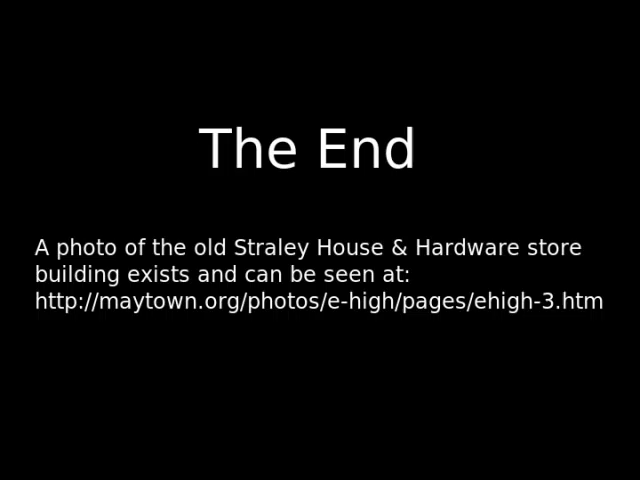 The End
A photo of the old Straley House & Hardware store
building exists and can be seen at:
http://maytown.org/photos/e-high/pages/ehigh-3.htm